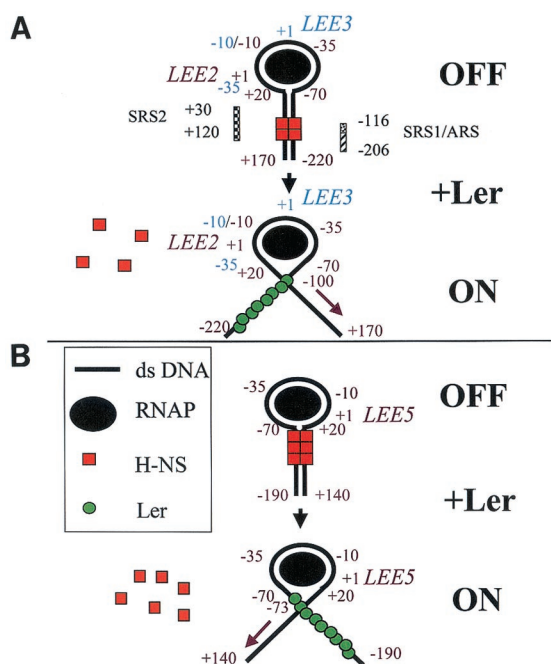 A
+1 LEE3
-10/-10 -35
OFF
LEE2 +1
-35 +20 -70
SRS2 +30 -116 SRS1/ARS
+120 -206
+170 -220
+Ler
+1 LEE3
-10/-10 -35
LEE2 +1
-35 +20 -70
-100
ON
-220 +170
B
ds DNA
RNAP
H-NS
Ler
-35 -10
OFF
+1 LEE5
-70 +20
-190 +140
+Ler
-35 -10
+1 LEE5
-70 +20
-73
ON
+140 -190